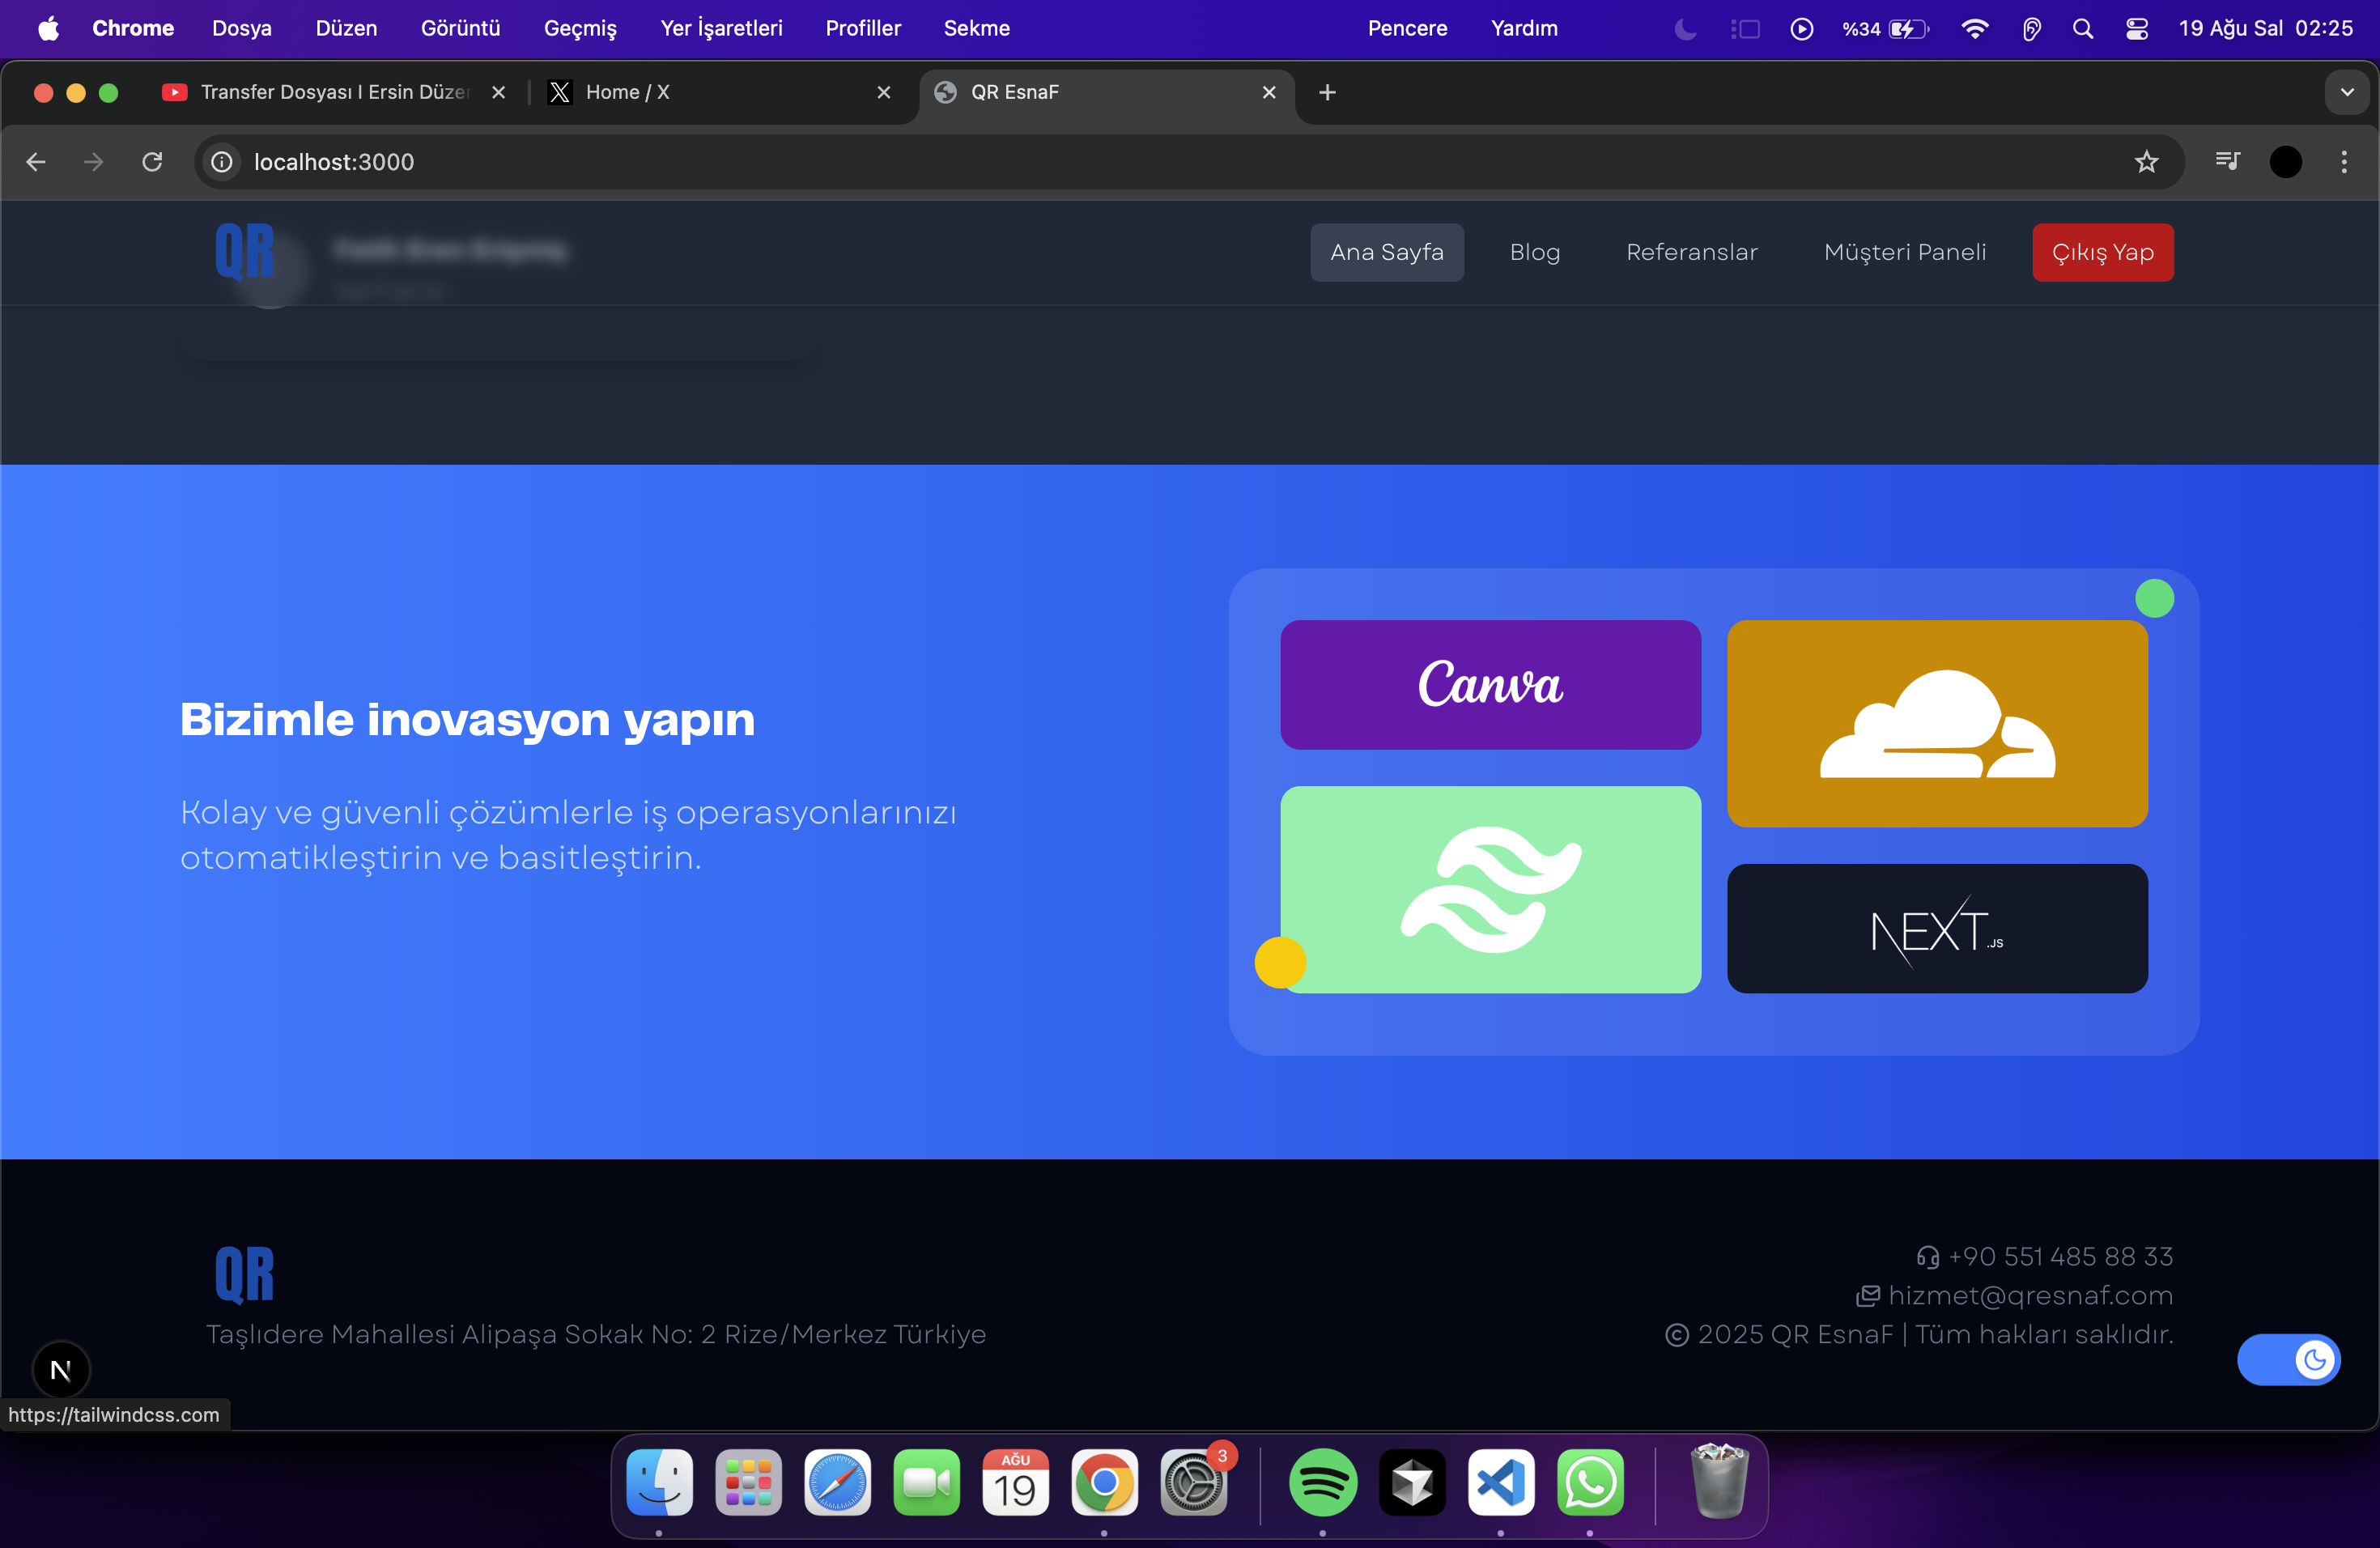 Chrome Dosya Düzen Görüntü Geçmiş Yer İşaretleri Profiller Sekme Pencere Yardım %34 19 Ağu Sal 02:25
Transfer Dosyası I Ersin Düzen
Home / X
QR EsnaF
localhost:3000
QR
Ana Sayfa
Blog
Referanslar
Müşteri Paneli
Çıkış Yap
Bizimle inovasyon yapın
Kolay ve güvenli çözümlerle iş operasyonlarınızı
otomatikleştirin ve basitleştirin.
Canva
NEXT.JS
QR
Taşlıdere Mahallesi Alipaşa Sokak No: 2 Rize/Merkez Türkiye
+90 551 485 88 33
hizmet@qresnaf.com
© 2025 QR EsnaF | Tüm hakları saklıdır.
N
https://tailwindcss.com
AĞU
19
3